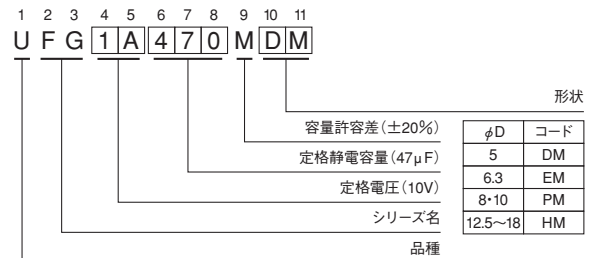 1 2 3 4 5 6 7 8 9 10 11
U F G 1 A 4 7 0 M D M
形状
容量許容差(±20%)
定格静電容量(47μF)
定格電圧(10V)
シリーズ名
品種
φD コード
5 DM
6.3 EM
8・10 PM
12.5～18 HM